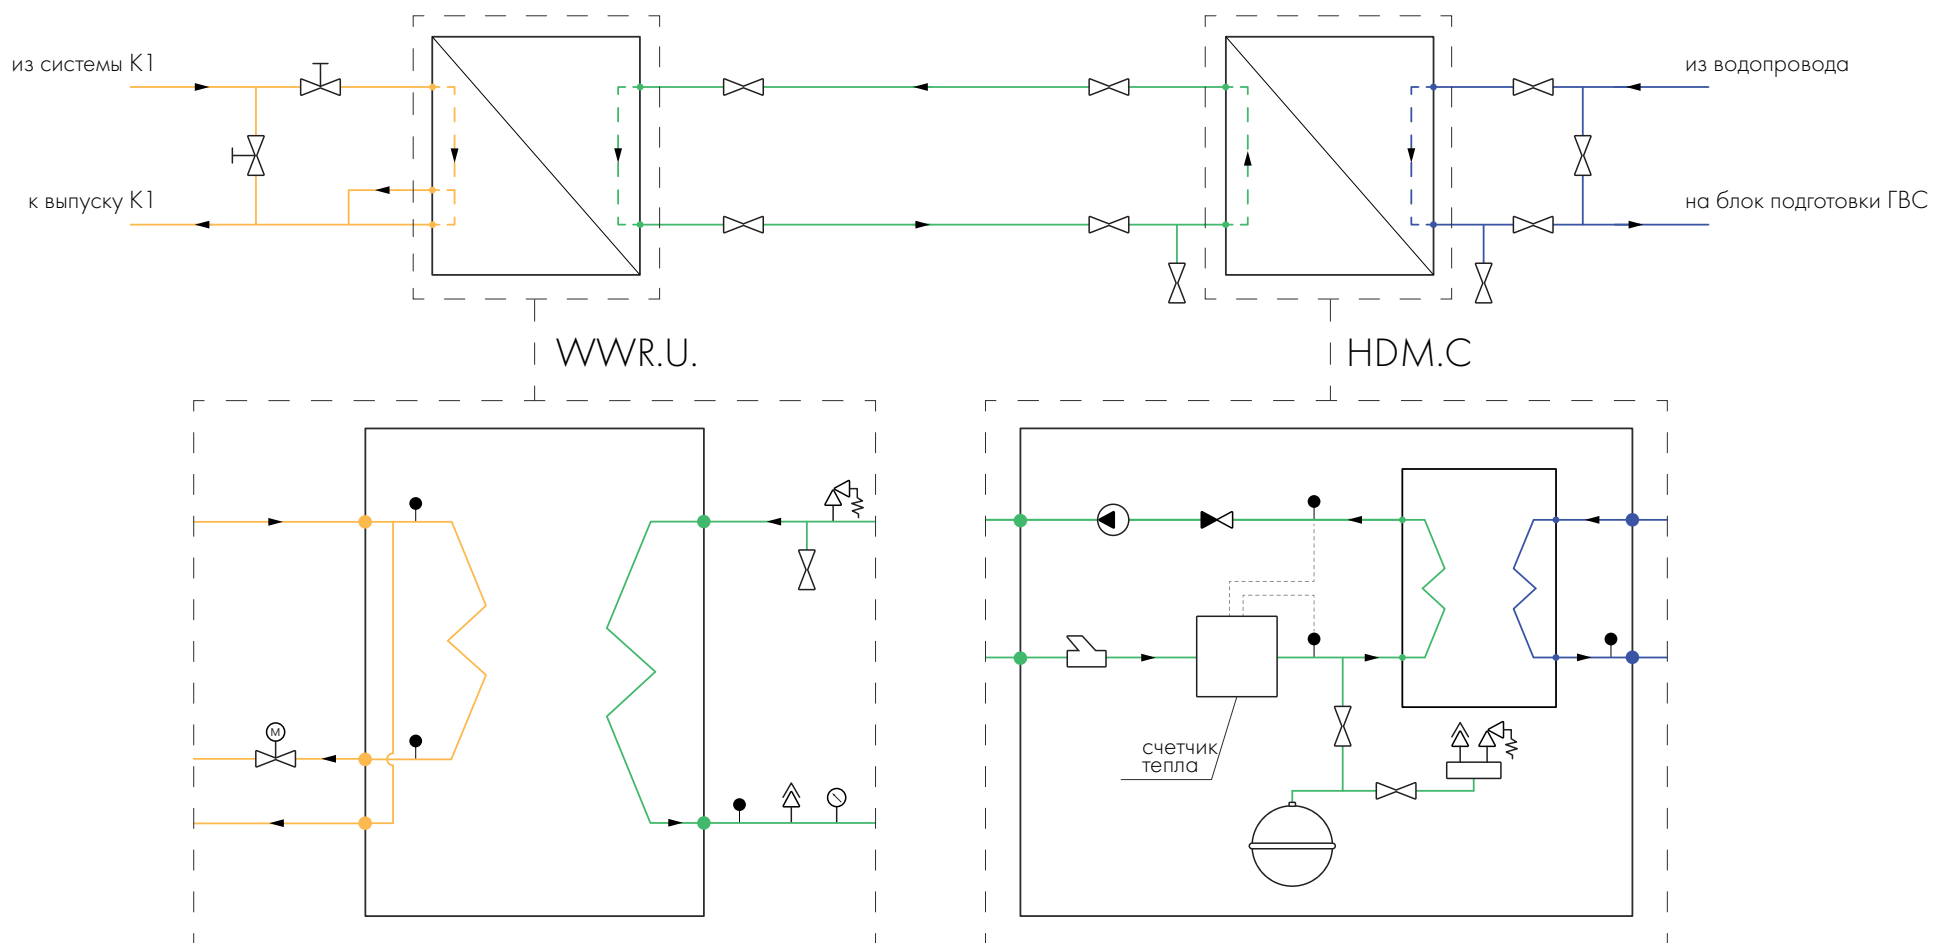 из системы К1
из водопровода
к выпуску К1
на блок подготовки ГВС
WWR.U.
HDM.C
M
счетчик
тепла